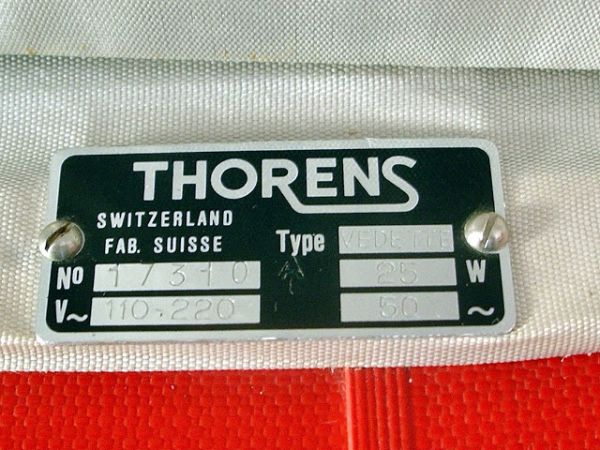 THORENS
SWITZERLAND
FAB. SUISSE
Type VEDETTE
No 17310 25 W
V~ 110-220 50 ~